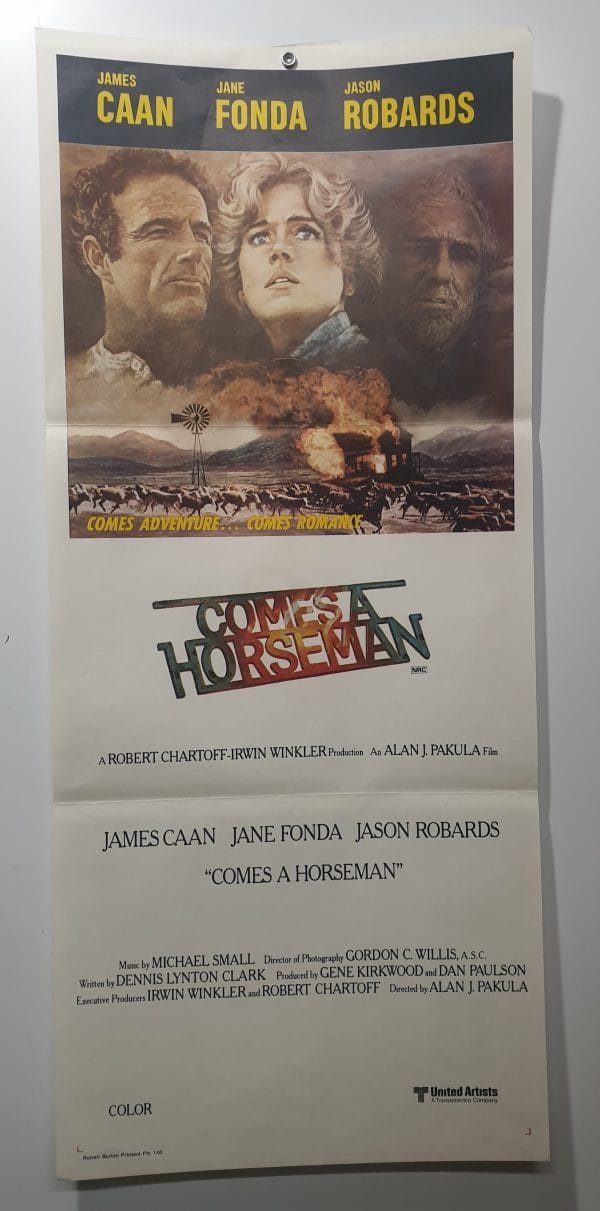 JAMES CAAN JANE FONDA JASON ROBARDS
COMES ADVENTURE... COMES ROMANCE
COMES A
HORSEMAN
NRC
A ROBERT CHARTOFF-IRWIN WINKLER Production An ALAN J. PAKULA Film
JAMES CAAN JANE FONDA JASON ROBARDS
"COMES A HORSEMAN"
Music by MICHAEL SMALL Director of Photography GORDON C. WILLIS, A.S.C.
Written by DENNIS LYNTON CLARK Produced by GENE KIRKWOOD and DAN PAULSON
Executive Producers IRWIN WINKLER and ROBERT CHARTOFF Directed by ALAN J. PAKULA
United Artists
A Transamerica Company
COLOR
Robert Burton Printers Pty. Ltd.